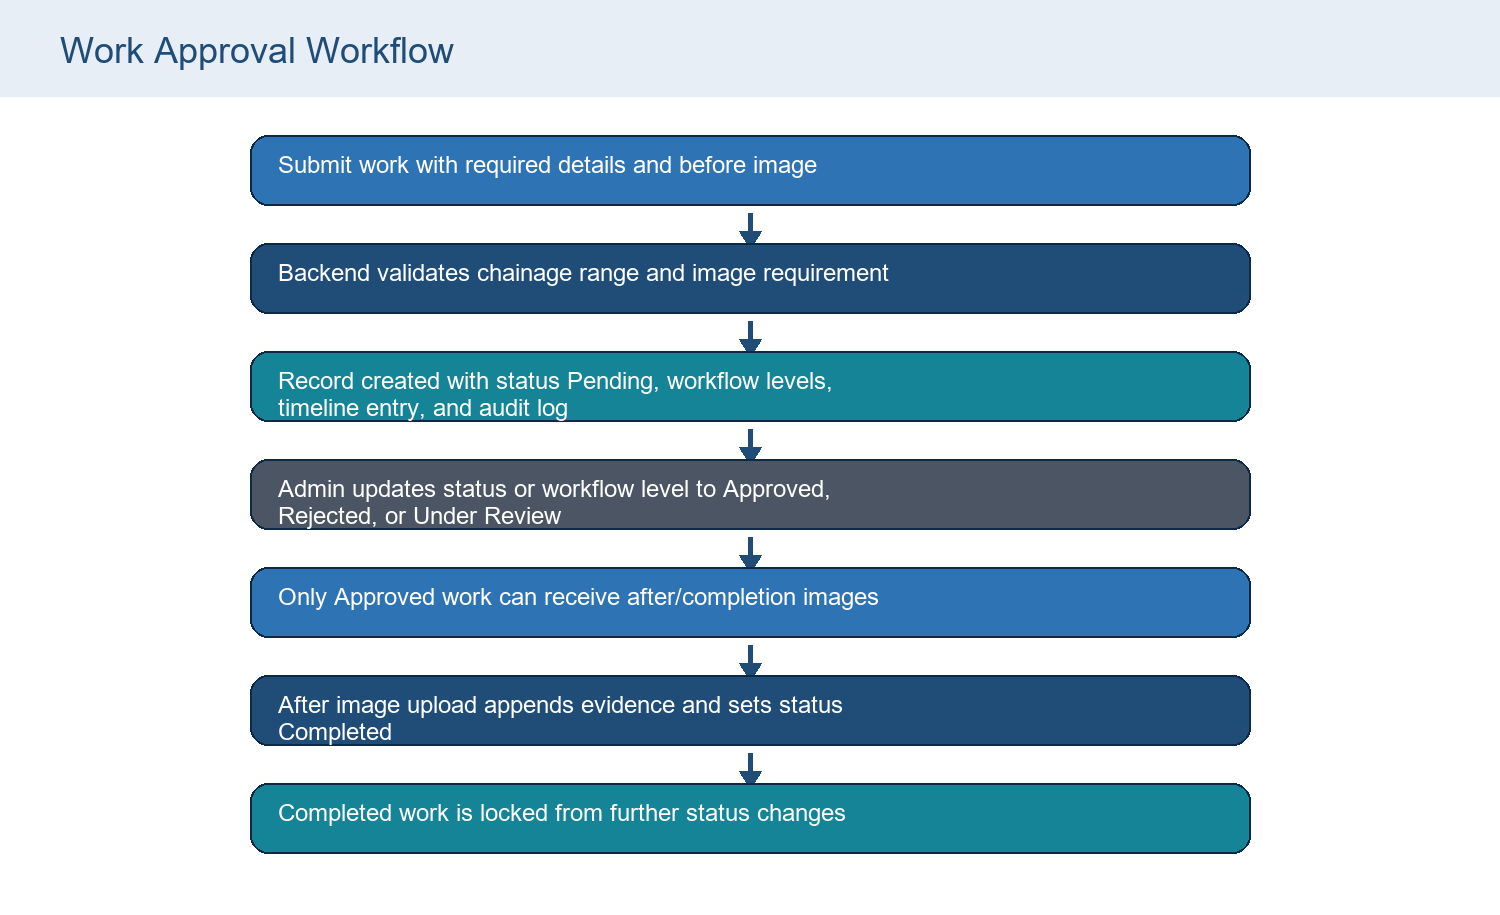 Work Approval Workflow
Submit work with required details and before image
Backend validates chainage range and image requirement
Record created with status Pending, workflow levels,
timeline entry, and audit log
Admin updates status or workflow level to Approved,
Rejected, or Under Review
Only Approved work can receive after/completion images
After image upload appends evidence and sets status
Completed
Completed work is locked from further status changes